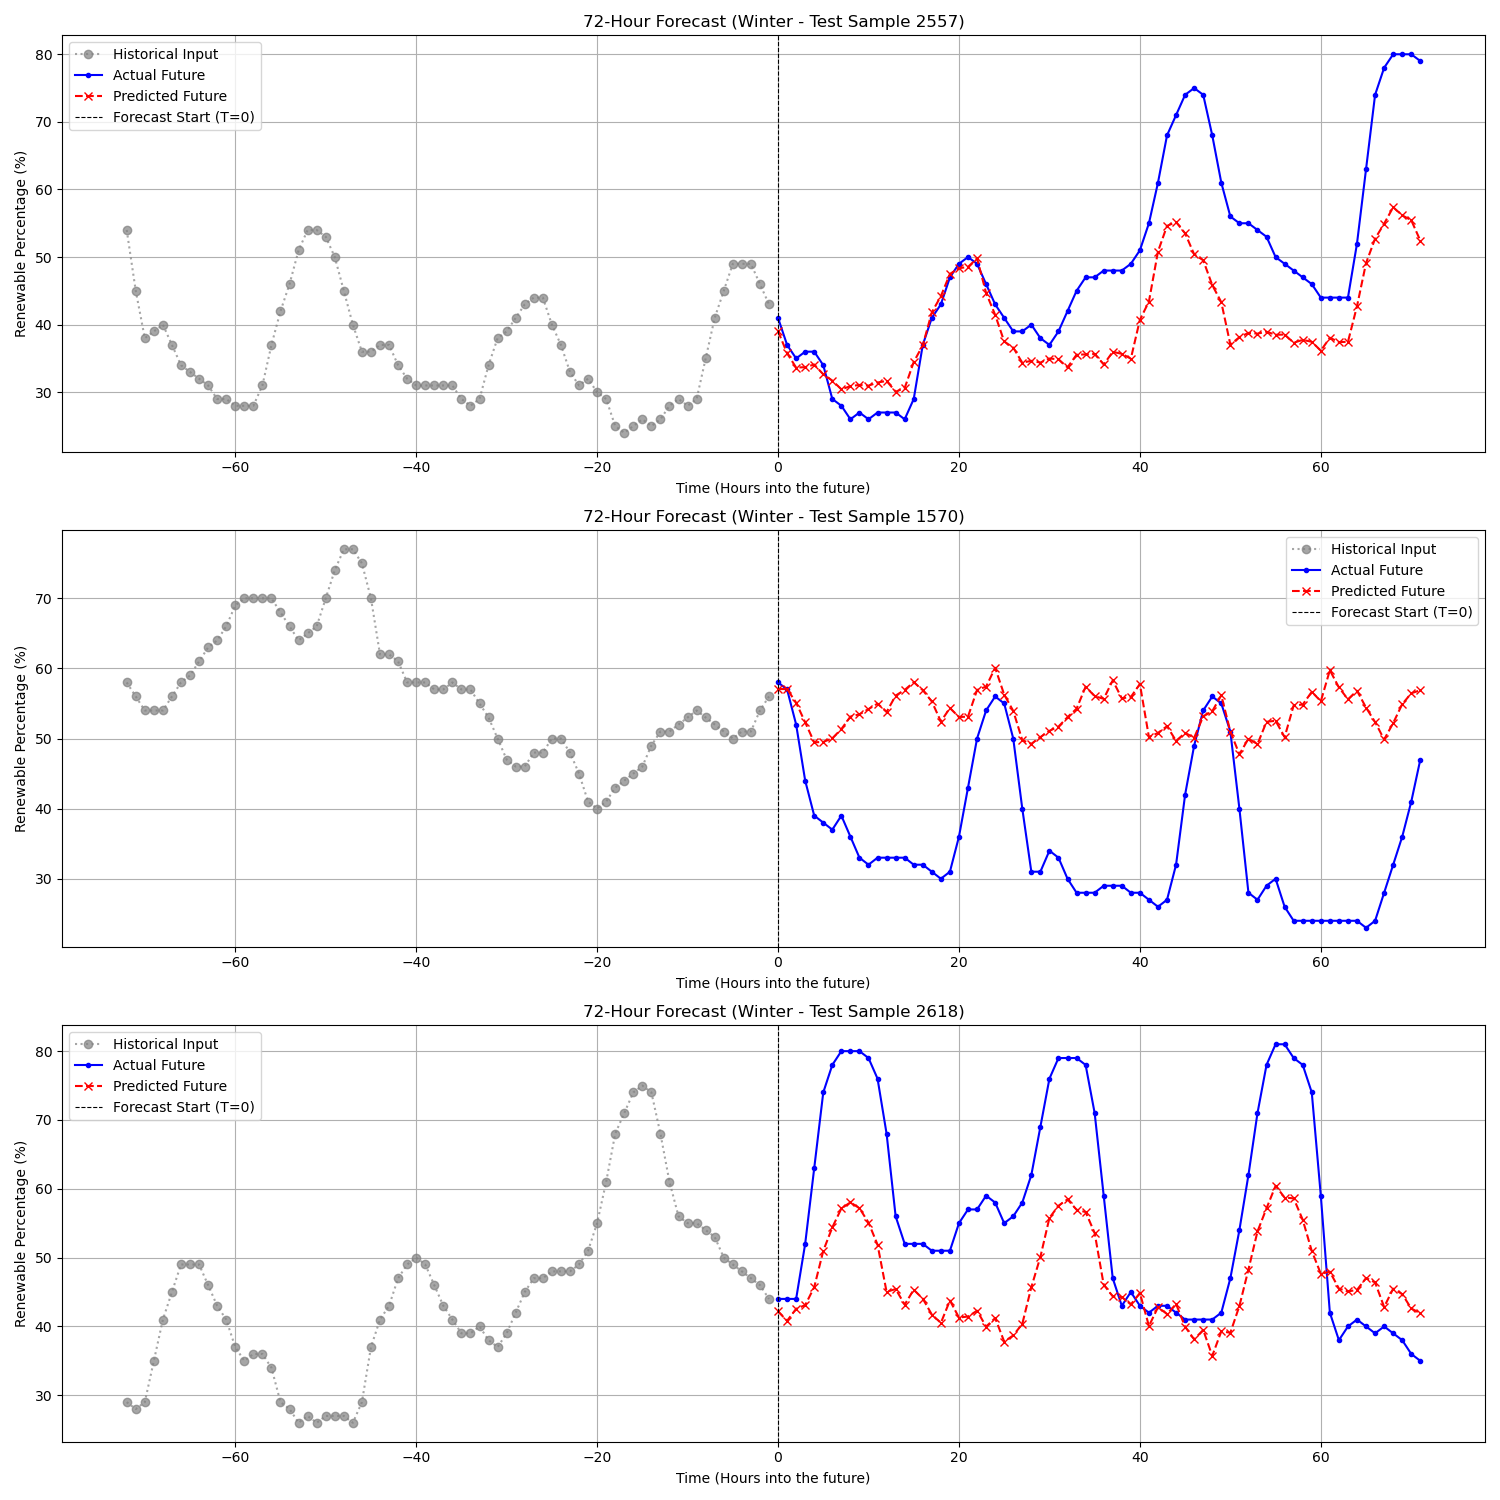 72-Hour Forecast (Winter - Test Sample 2557)
Historical Input
Actual Future
Predicted Future
Forecast Start (T=0)
Renewable Percentage (%)
80
70
60
50
40
30
−60 −40 −20 0 20 40 60
Time (Hours into the future)
72-Hour Forecast (Winter - Test Sample 1570)
Historical Input
Actual Future
Predicted Future
Forecast Start (T=0)
Renewable Percentage (%)
70
60
50
40
30
−60 −40 −20 0 20 40 60
Time (Hours into the future)
72-Hour Forecast (Winter - Test Sample 2618)
Historical Input
Actual Future
Predicted Future
Forecast Start (T=0)
Renewable Percentage (%)
80
70
60
50
40
30
−60 −40 −20 0 20 40 60
Time (Hours into the future)